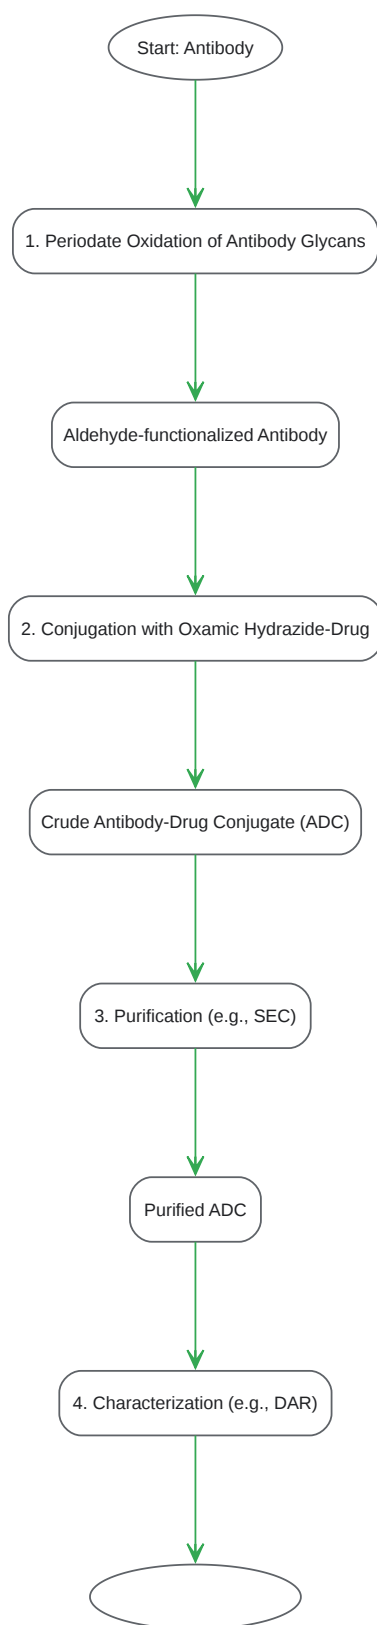 Start: Antibody
1. Periodate Oxidation of Antibody Glycans
Aldehyde-functionalized Antibody
2. Conjugation with Oxamic Hydrazide-Drug
Crude Antibody-Drug Conjugate (ADC)
3. Purification (e.g., SEC)
Purified ADC
4. Characterization (e.g., DAR)